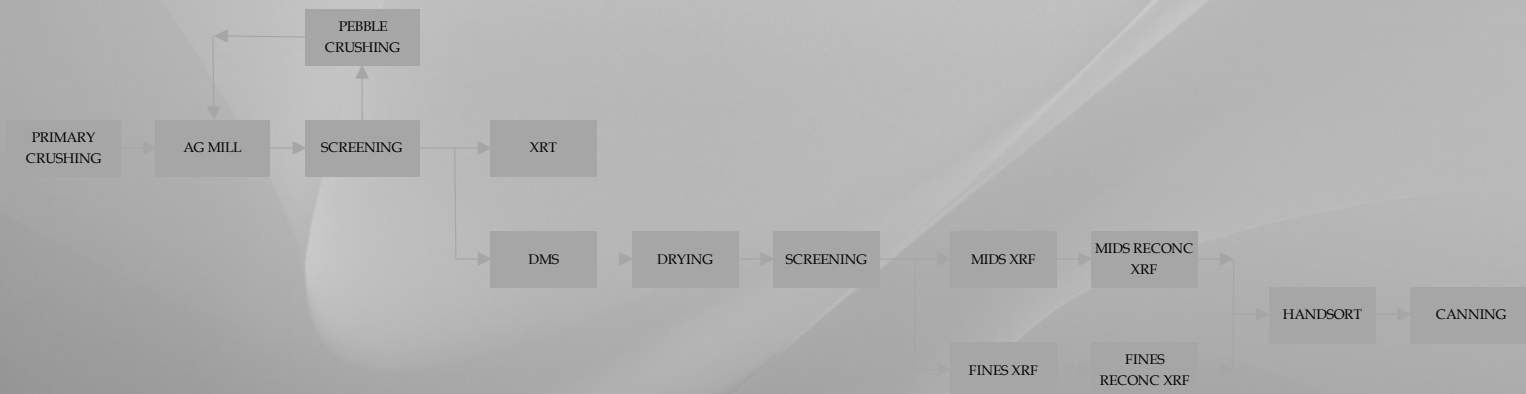 PEBBLE
CRUSHING
PRIMARY
CRUSHING
AG MILL
SCREENING
XRT
DMS
DRYING
SCREENING
MIDS XRF
MIDS RECONC
XRF
HANDSORT
CANNING
FINES XRF
FINES
RECONC XRF